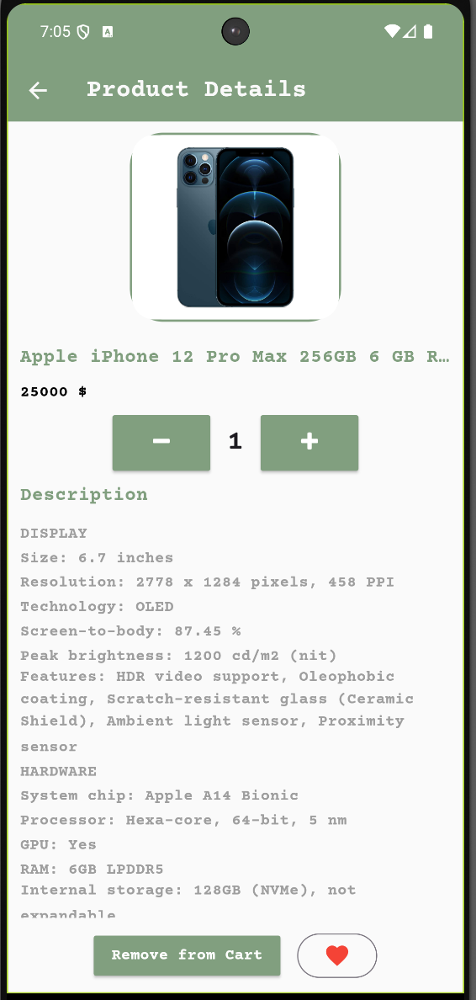 7:05
A
Product Details
Apple iPhone 12 Pro Max 256GB 6 GB R…
25000 $
− 1 +
Description
DISPLAY
Size: 6.7 inches
Resolution: 2778 x 1284 pixels, 458 PPI
Technology: OLED
Screen-to-body: 87.45 %
Peak brightness: 1200 cd/m2 (nit)
Features: HDR video support, Oleophobic
coating, Scratch-resistant glass (Ceramic
Shield), Ambient light sensor, Proximity
sensor
HARDWARE
System chip: Apple A14 Bionic
Processor: Hexa-core, 64-bit, 5 nm
GPU: Yes
RAM: 6GB LPDDR5
Internal storage: 128GB (NVMe), not
expandable
Remove from Cart